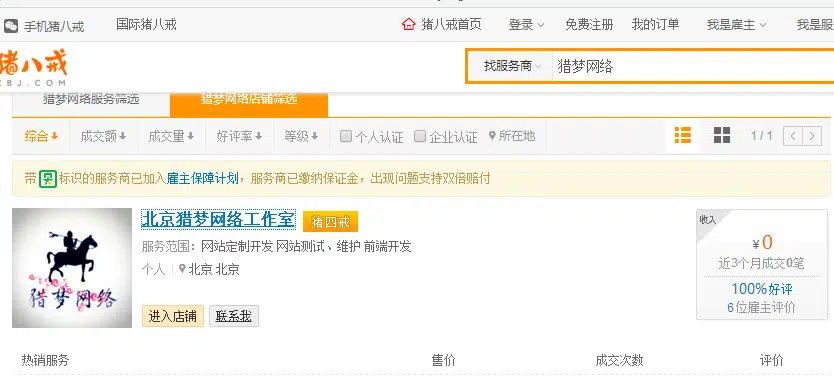 手机猪八戒 国际猪八戒 猪八戒首页 登录 免费注册 我的订单 我是雇主 我是服
猪八戒
ZBJ.COM
找服务商 猎梦网络
猎梦网络服务筛选 猎梦网络店铺筛选
综合 成交额 成交量 好评率 等级 个人认证 企业认证 所在地 1 / 1
带 标识的服务商已加入雇主保障计划，服务商已缴纳保证金，出现问题支持双倍赔付
北京猎梦网络工作室 猪四戒
服务范围：网站定制开发 网站测试、维护 前端开发
个人 北京 北京
进入店铺 联系我
猎梦网络
收入
¥0
近3个月成交0笔
100%好评
6位雇主评价
热销服务 售价 成交次数 评价